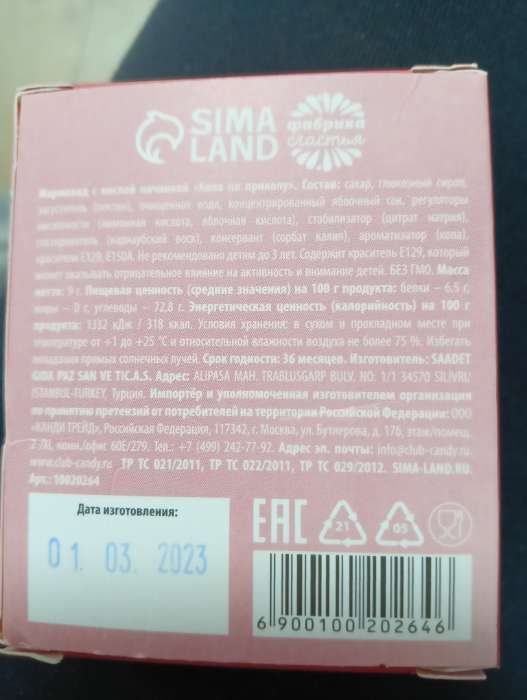 SIMA
LAND
фабрика
счастья
Мармелад с кислой начинкой «Кола по приколу». Состав: сахар, глюкозный сироп,
загуститель (пектин), очищенное вода, концентрированный яблочный сок, регуляторы
кислотности (лимонная кислота, яблочная кислота), стабилизатор (цитрат натрия),
глазирователь (карнаубский воск), консервант (сорбат калия), ароматизатор (кола),
красители Е129, Е150А. Не рекомендовано детям до 3 лет. Содержит краситель Е129, который
может оказывать отрицательное влияние на активность и внимание детей. БЕЗ ГМО. Масса
нетто: 9 г. Пищевая ценность (средние значения) на 100 г продукта: белки – 6,5 г,
жиры – 0 г, углеводы – 72,8 г. Энергетическая ценность (калорийность) на 100 г
продукта: 1332 кДж / 318 ккал. Условия хранения: в сухом и прохладном месте при
температуре от +1 до +25 °С и относительной влажности воздуха не более 75 %. Избегать
попадания прямых солнечных лучей. Срок годности: 36 месяцев. Изготовитель: SAADET
GIDA PAZ SAN VE TIC.A.S. Адрес: ALIPASA MAH. TRABLUSGARP BULV. NO: 1/1 34570 SILIVRI/
ISTANBUL-TURKEY, Турция. Импортёр и уполномоченная изготовителем организация
по принятию претензий от потребителей на территории Российской Федерации: ООО
«КАНДИ ТРЕЙД», Российская Федерация, 117342, г. Москва, ул. Бутлерова, д. 17Б, этаж/помещ.
2 /XI, комн./офис 60Е/279. Тел.: +7 (499) 242-77-92. Адрес эл. почты: info@club-candy.ru
www.club-candy.ru ТР ТС 021/2011, ТР ТС 022/2011, ТР ТС 029/2012. SIMA-LAND.RU
Арт.: 10020264
Дата изготовления:
01. 03. 2023
EAC
21
05
6 900100 202646